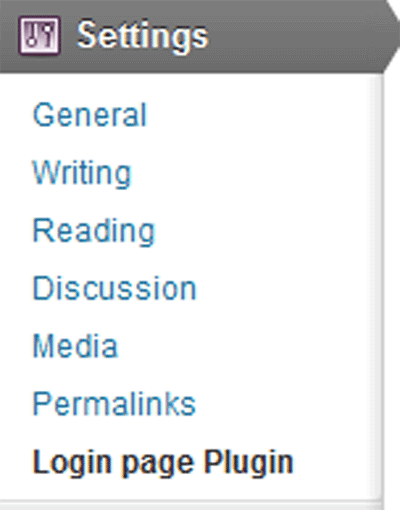 Settings
General
Writing
Reading
Discussion
Media
Permalinks
Login page Plugin